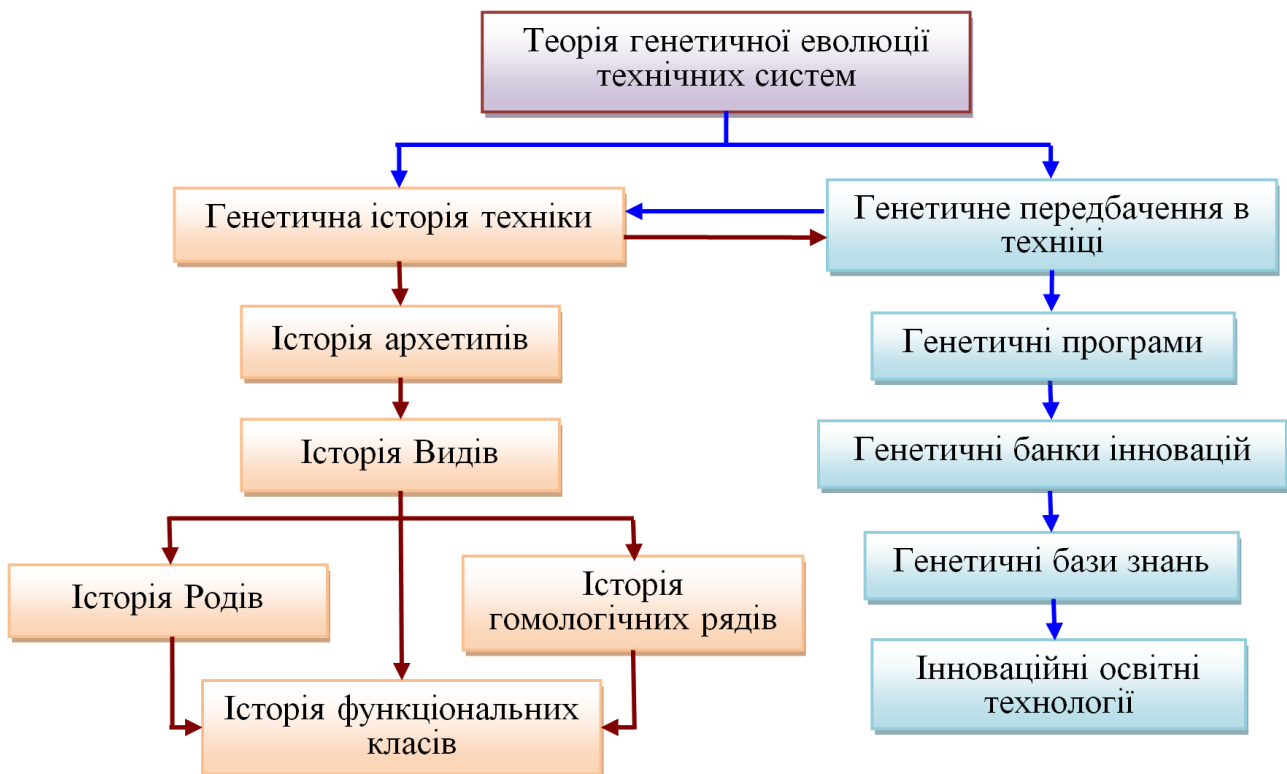 Теорія генетичної еволюції
технічних систем
Генетична історія техніки
Генетичне передбачення в
техніці
Історія архетипів
Генетичні програми
Історія Видів
Генетичні банки інновацій
Історія Родів
Історія
гомологічних рядів
Генетичні бази знань
Історія функціональних
класів
Інноваційні освітні
технології